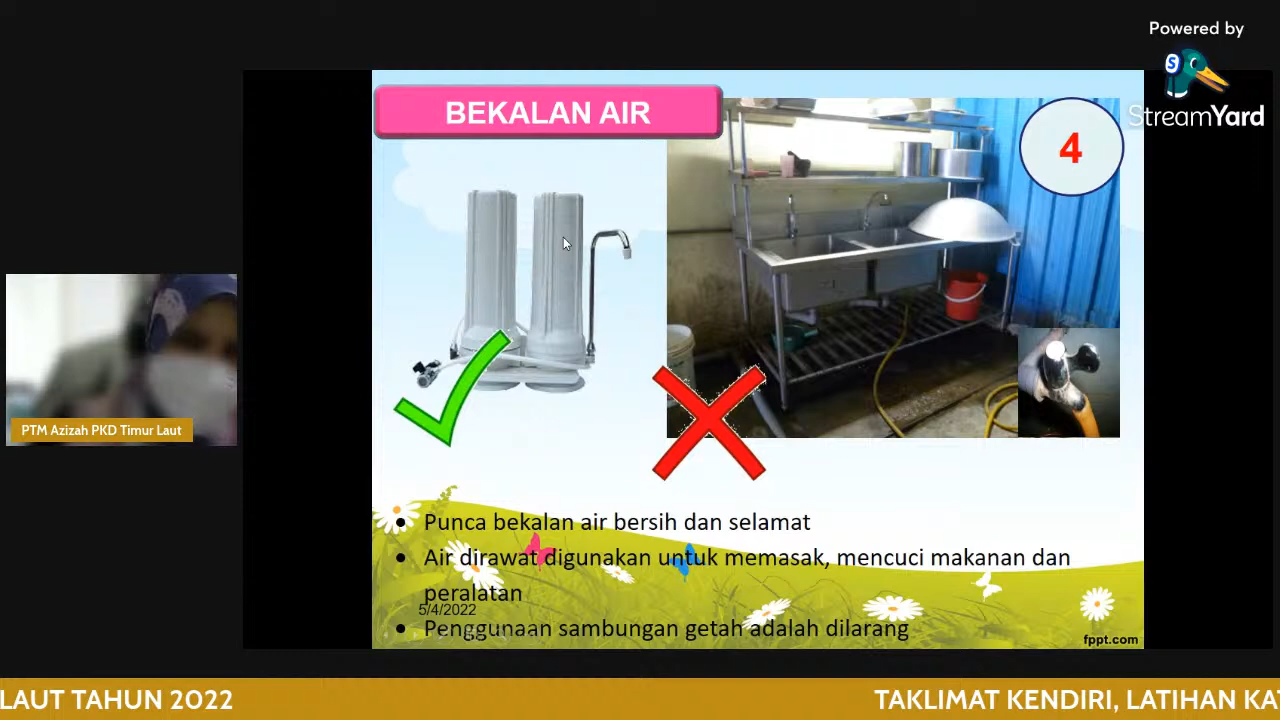 Powered by
StreamYard
BEKALAN AIR
4
PTM Azizah PKD Timur Laut
• Punca bekalan air bersih dan selamat
• Air dirawat digunakan untuk memasak, mencuci makanan dan
peralatan
5/4/2022
• Penggunaan sambungan getah adalah dilarang
fppt.com
LAUT TAHUN 2022
TAKLIMAT KENDIRI, LATIHAN KA